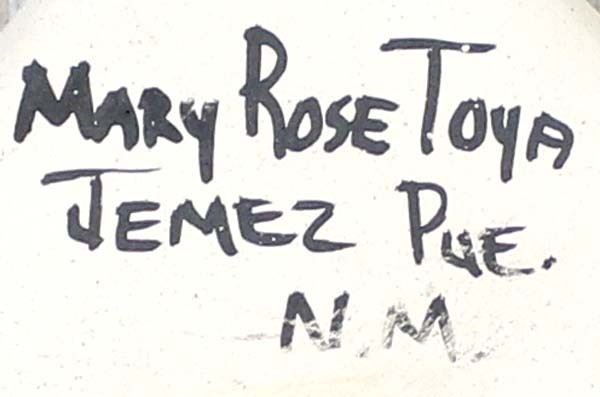 MARY ROSE TOYA
JEMEZ PUE.
N.M.